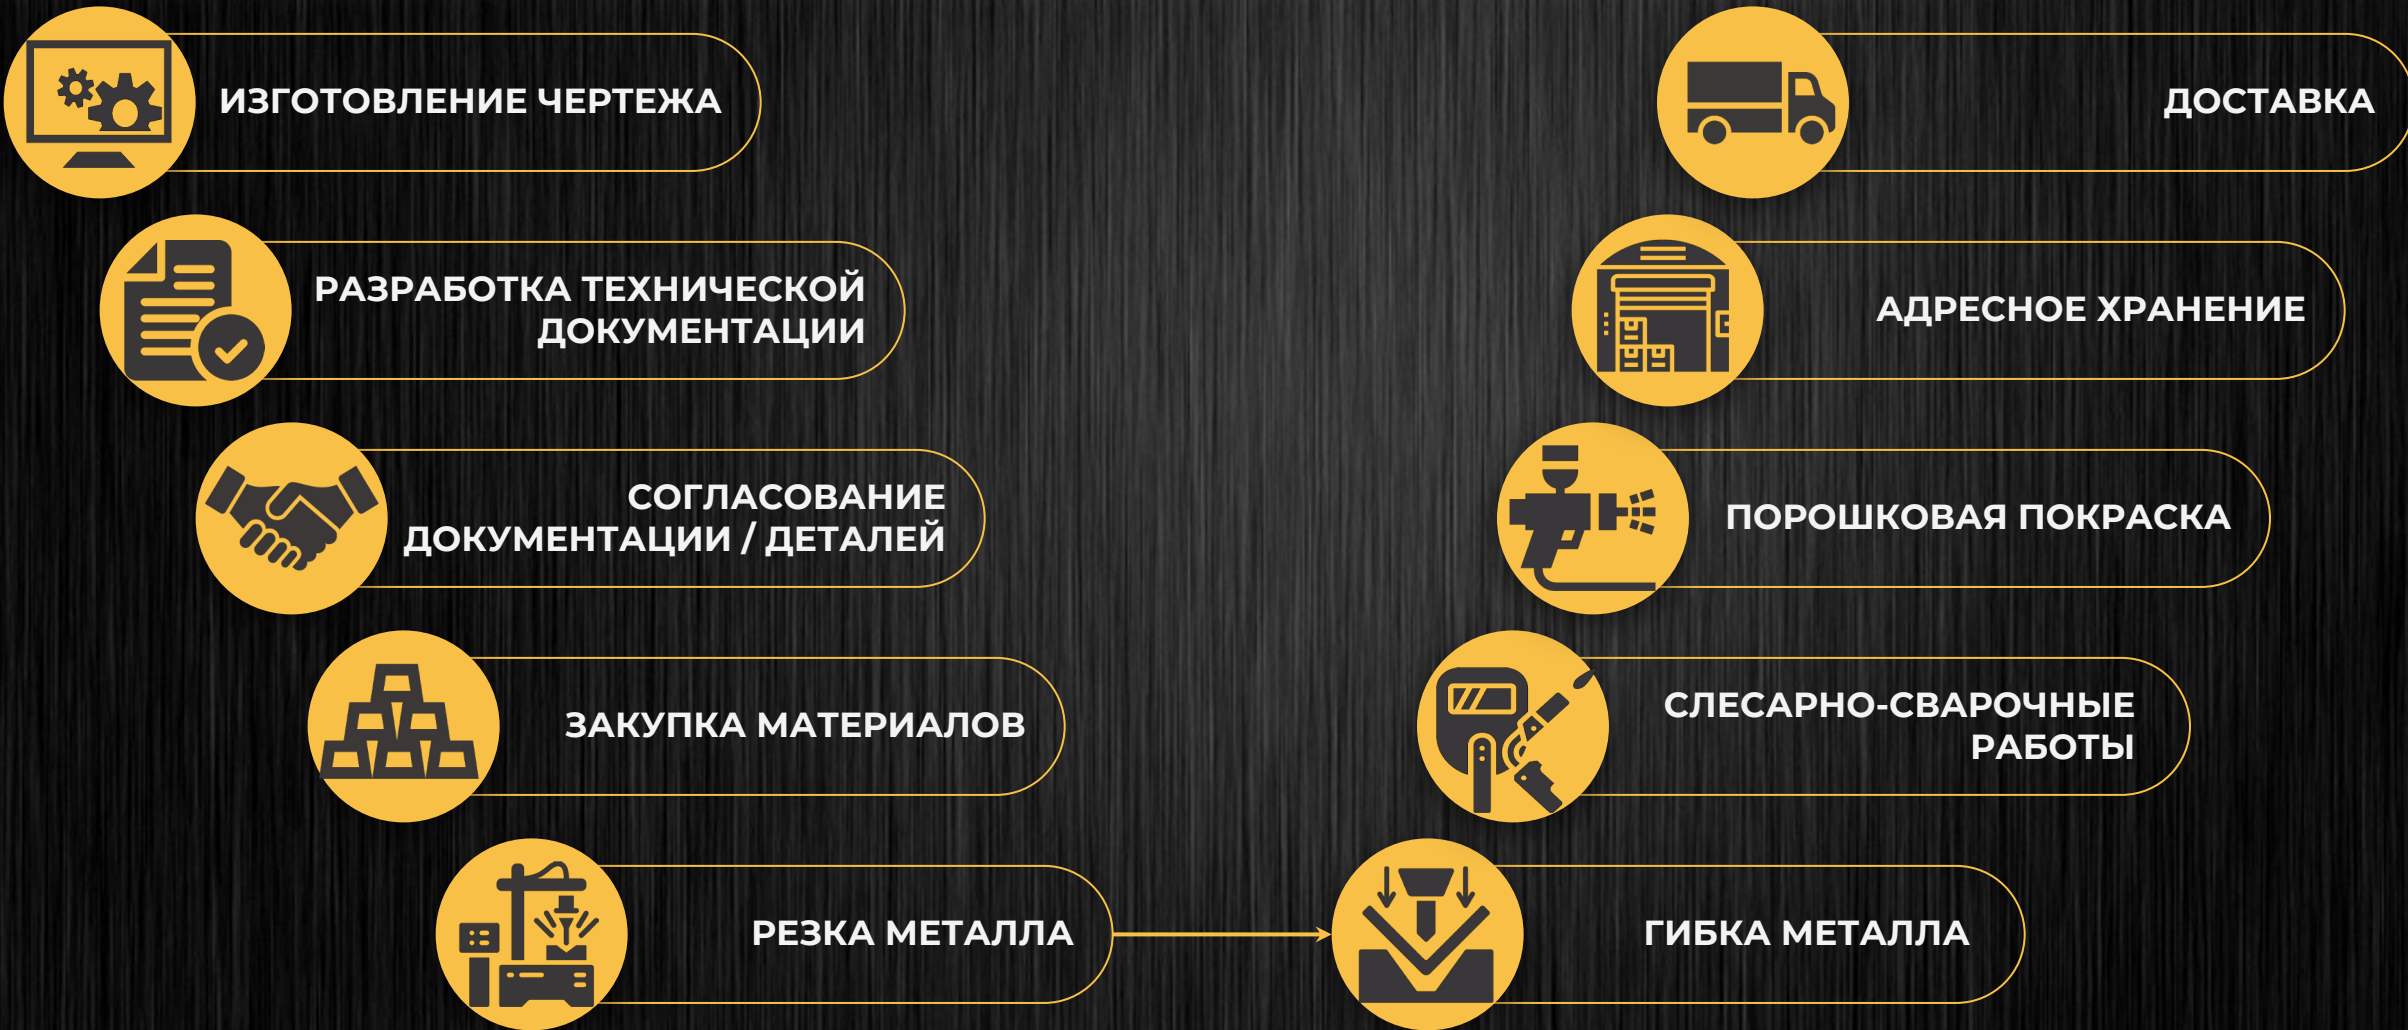 ИЗГОТОВЛЕНИЕ ЧЕРТЕЖА
РАЗРАБОТКА ТЕХНИЧЕСКОЙ
ДОКУМЕНТАЦИИ
СОГЛАСОВАНИЕ
ДОКУМЕНТАЦИИ / ДЕТАЛЕЙ
ЗАКУПКА МАТЕРИАЛОВ
РЕЗКА МЕТАЛЛА
ДОСТАВКА
АДРЕСНОЕ ХРАНЕНИЕ
ПОРОШКОВАЯ ПОКРАСКА
СЛЕСАРНО-СВАРОЧНЫЕ
РАБОТЫ
ГИБКА МЕТАЛЛА